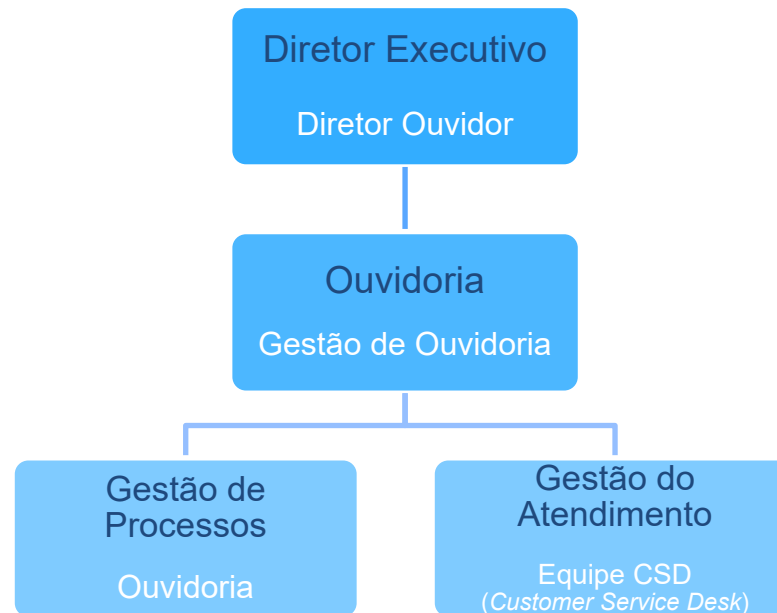 Diretor Executivo
Diretor Ouvidor
Ouvidoria
Gestão de Ouvidoria
Gestão de
Processos
Ouvidoria
Gestão do
Atendimento
Equipe CSD
(Customer Service Desk)